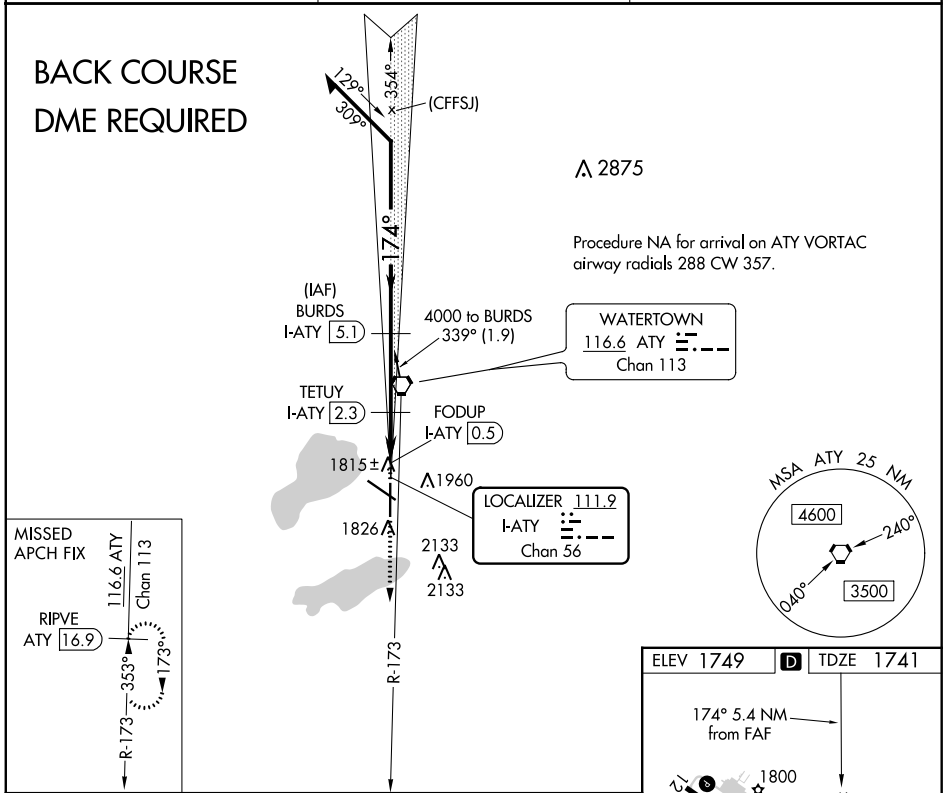 BACK COURSE
DME REQUIRED
129°
309°
354°
(CFFSJ)
2875
174°
Procedure NA for arrival on ATY VORTAC
airway radials 288 CW 357.
(IAF)
BURDS
I-ATY 5.1
4000 to BURDS
339° (1.9)
WATERTOWN
116.6 ATY
Chan 113
TETUY
I-ATY 2.3
FODUP
I-ATY 0.5
1815±
1960
LOCALIZER 111.9
I-ATY
Chan 56
1826
2133
2133
R-173
MSA ATY 25 NM
4600
240°
040°
3500
MISSED
APCH FIX
116.6 ATY
Chan 113
RIPVE
ATY 16.9
353°
173°
R-173
ELEV 1749 D TDZE 1741
174° 5.4 NM
from FAF
12
P
1800